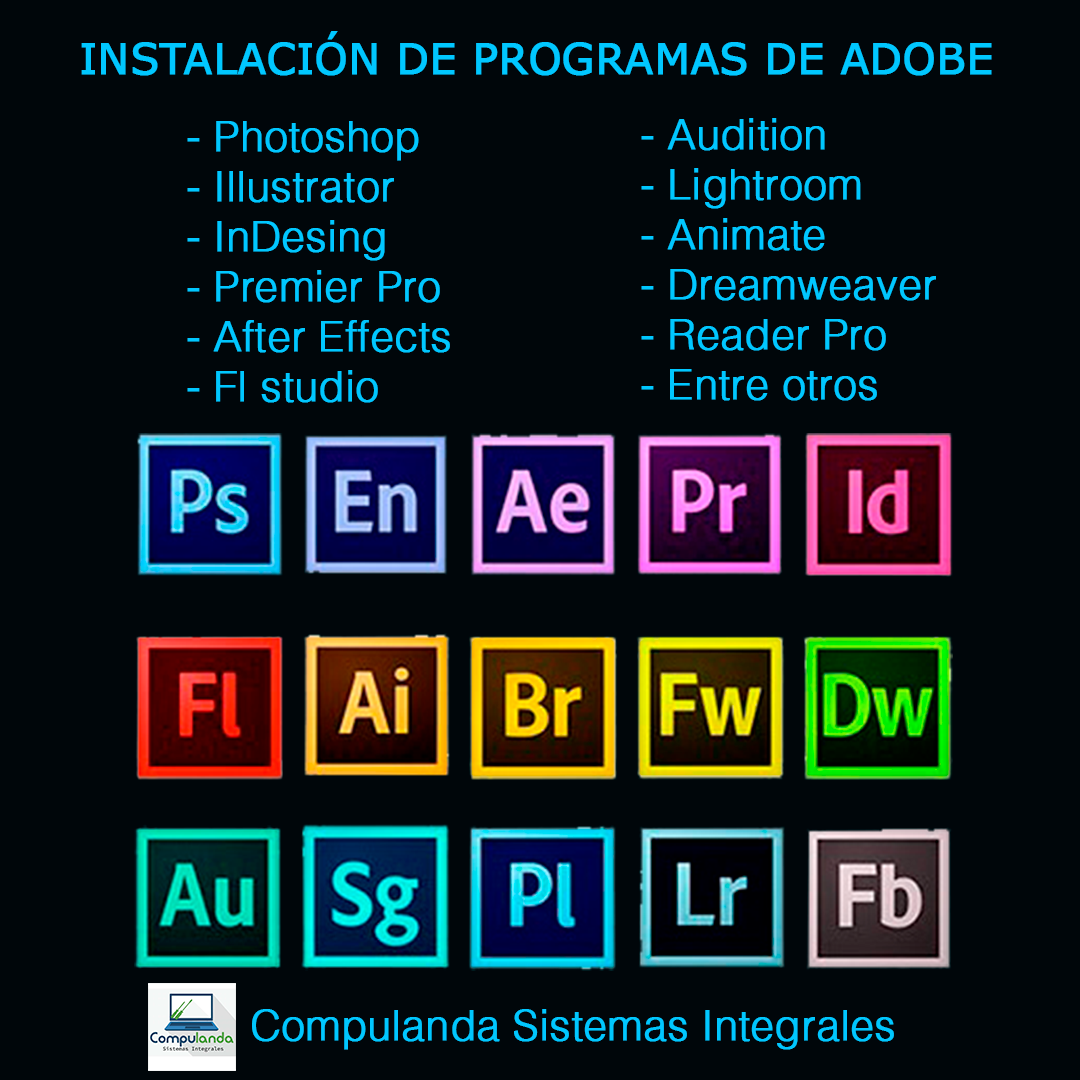 INSTALACIÓN DE PROGRAMAS DE ADOBE
- Photoshop
- Illustrator
- InDesing
- Premier Pro
- After Effects
- Fl studio
- Audition
- Lightroom
- Animate
- Dreamweaver
- Reader Pro
- Entre otros
Ps En Ae Pr Id
Fl Ai Br Fw Dw
Au Sg Pl Lr Fb
Compulanda
Sistemas Integrales
Compulanda Sistemas Integrales